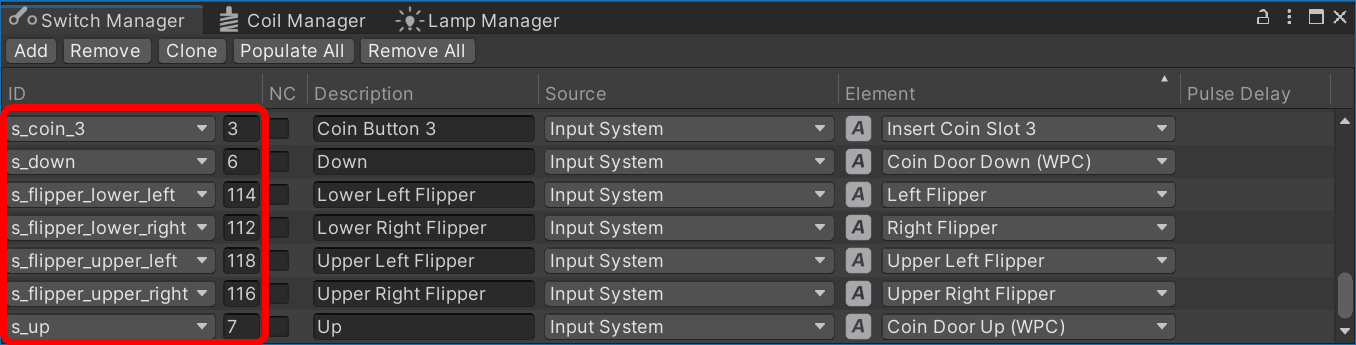 Switch Manager Coil Manager Lamp Manager
Add Remove Clone Populate All Remove All
ID NC Description Source Element Pulse Delay
s_coin_3 3 Coin Button 3 Input System A Insert Coin Slot 3
s_down 6 Down Input System A Coin Door Down (WPC)
s_flipper_lower_left 114 Lower Left Flipper Input System A Left Flipper
s_flipper_lower_right 112 Lower Right Flipper Input System A Right Flipper
s_flipper_upper_left 118 Upper Left Flipper Input System A Upper Left Flipper
s_flipper_upper_right 116 Upper Right Flipper Input System A Upper Right Flipper
s_up 7 Up Input System A Coin Door Up (WPC)